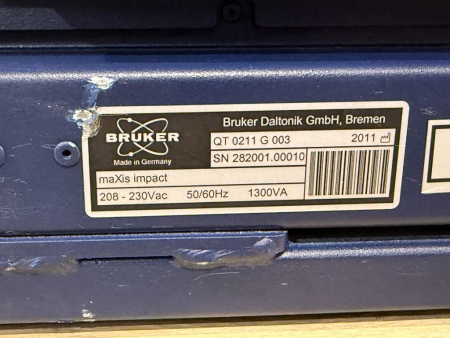 Bruker Daltonik GmbH, Bremen
BRUKER
Made in Germany
QT 0211 G 003 2011
SN 282001.00010
maXis impact
208 - 230Vac 50/60Hz 1300VA